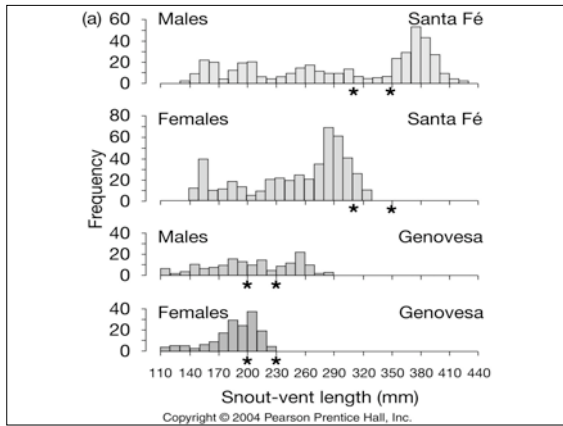 (a)
Males Santa Fé
60
40
20
0
* *
Females Santa Fé
80
60
40
20
0
* *
Frequency
Males Genovesa
40
20
0
* *
Females Genovesa
40
20
0
* *
110 140 170 200 230 260 290 320 350 380 410 440
Snout-vent length (mm)
Copyright © 2004 Pearson Prentice Hall, Inc.